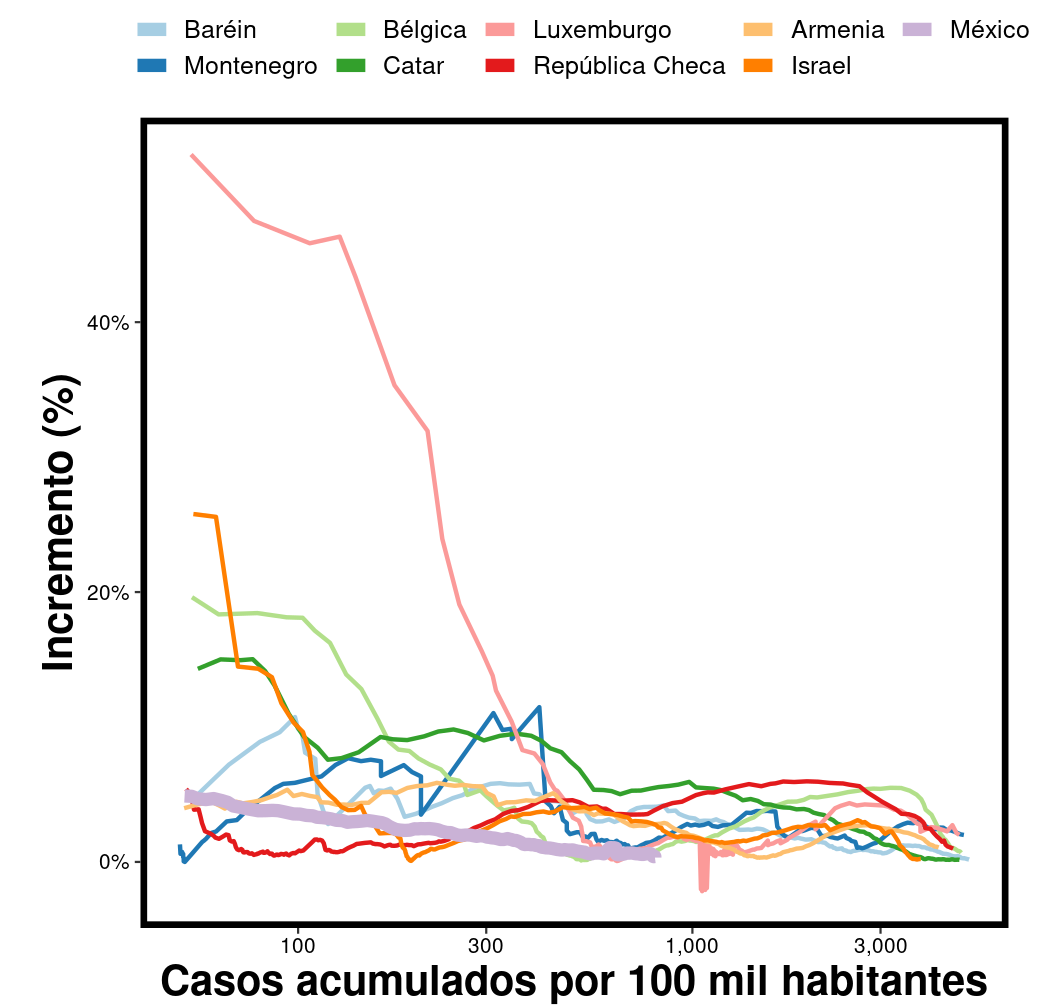 Baréin Bélgica Luxemburgo Armenia México
Montenegro Catar República Checa Israel
40%
20%
0%
Incremento (%)
100 300 1,000 3,000
Casos acumulados por 100 mil habitantes